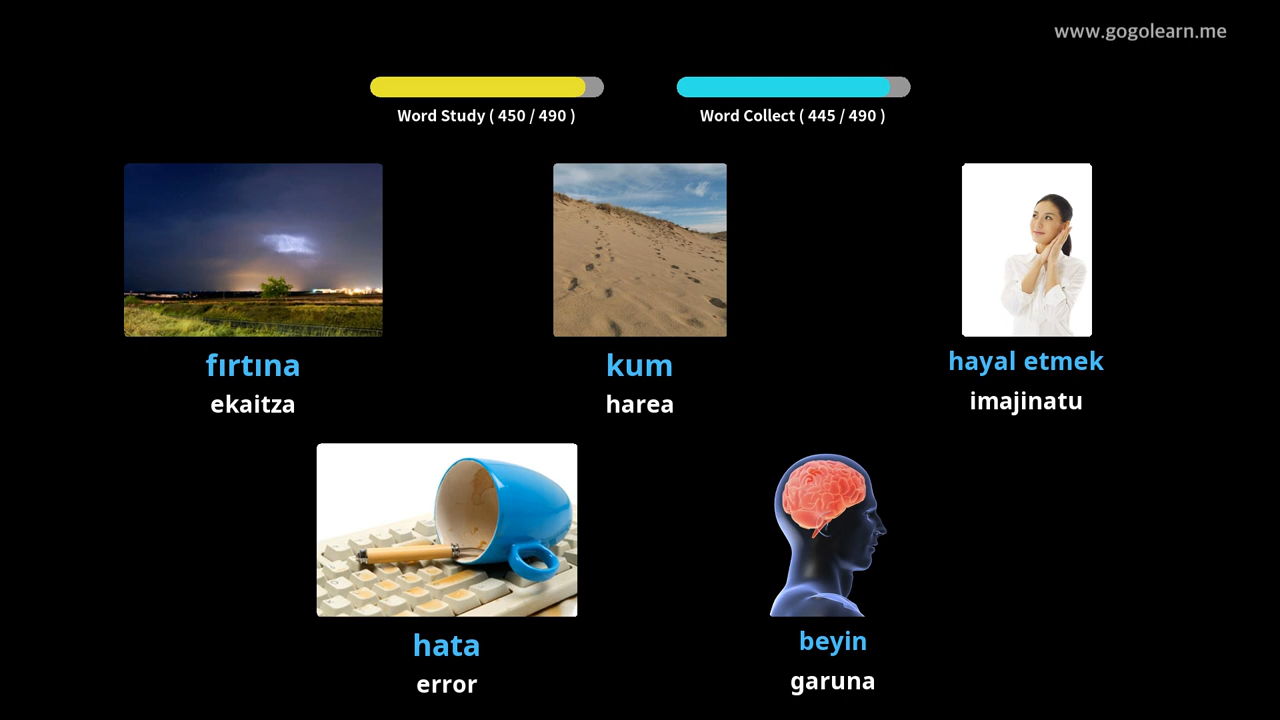 www.gogolearn.me
Word Study ( 450 / 490 )
Word Collect ( 445 / 490 )
fırtına
ekaitza
kum
harea
hayal etmek
imajinatu
hata
error
beyin
garuna